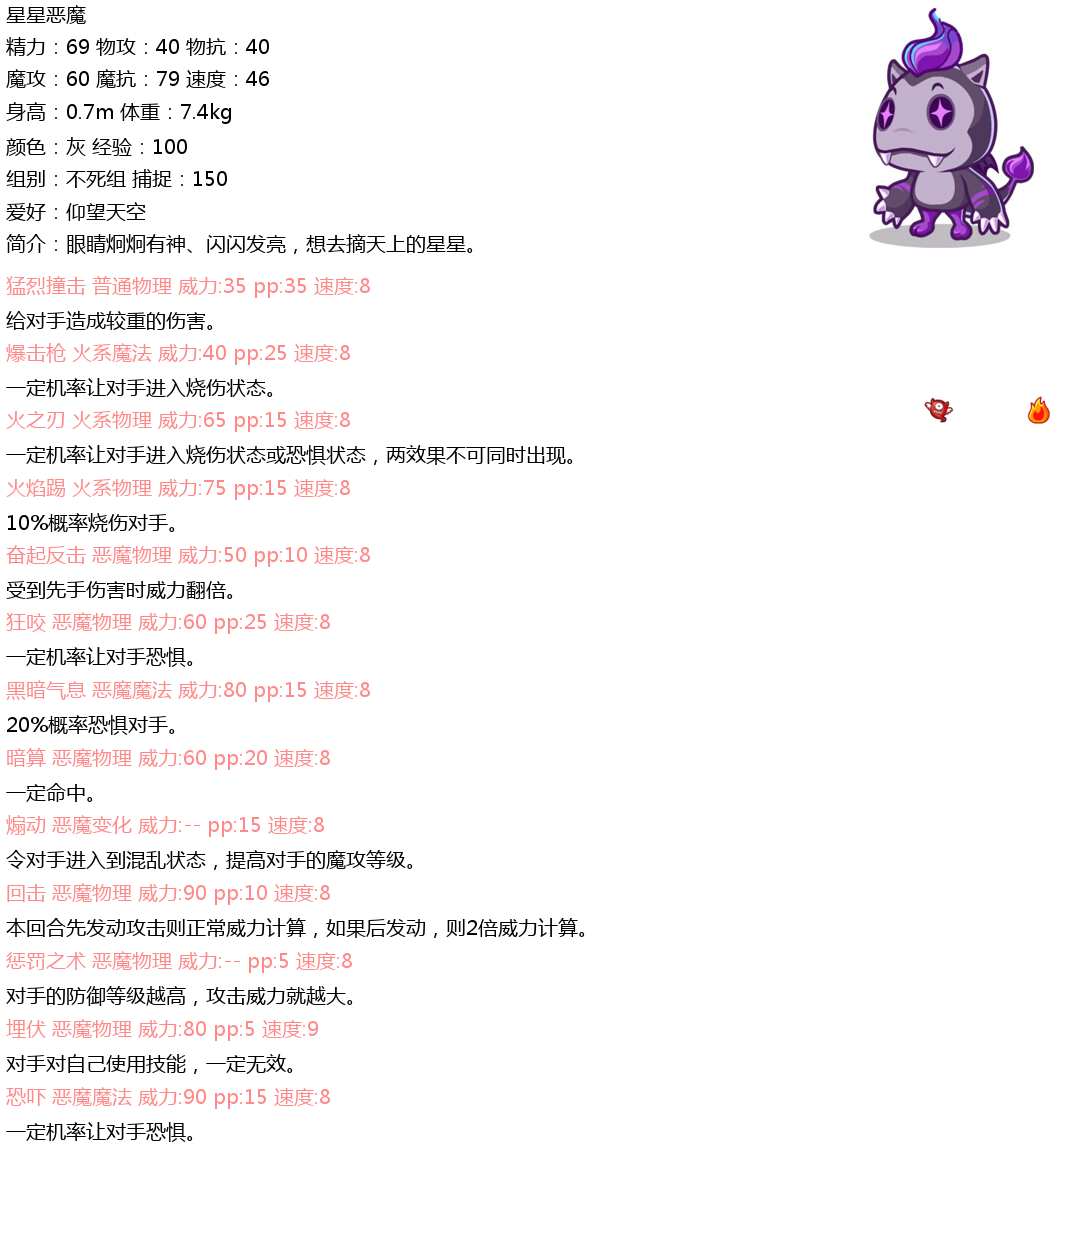 星星恶魔
精力：69 物攻：40 物抗：40
魔攻：60 魔抗：79 速度：46
身高：0.7m 体重：7.4kg
颜色：灰 经验：100
组别：不死组 捕捉：150
爱好：仰望天空
简介：眼睛炯炯有神、闪闪发亮，想去摘天上的星星。
猛烈撞击 普通物理 威力:35 pp:35 速度:8
给对手造成较重的伤害。
爆击枪 火系魔法 威力:40 pp:25 速度:8
一定机率让对手进入烧伤状态。
火之刃 火系物理 威力:65 pp:15 速度:8
一定机率让对手进入烧伤状态或恐惧状态，两效果不可同时出现。
火焰踢 火系物理 威力:75 pp:15 速度:8
10%概率烧伤对手。
奋起反击 恶魔物理 威力:50 pp:10 速度:8
受到先手伤害时威力翻倍。
狂咬 恶魔物理 威力:60 pp:25 速度:8
一定机率让对手恐惧。
黑暗气息 恶魔魔法 威力:80 pp:15 速度:8
20%概率恐惧对手。
暗算 恶魔物理 威力:60 pp:20 速度:8
一定命中。
煽动 恶魔变化 威力:-- pp:15 速度:8
令对手进入到混乱状态，提高对手的魔攻等级。
回击 恶魔物理 威力:90 pp:10 速度:8
本回合先发动攻击则正常威力计算，如果后发动，则2倍威力计算。
惩罚之术 恶魔物理 威力:-- pp:5 速度:8
对手的防御等级越高，攻击威力就越大。
埋伏 恶魔物理 威力:80 pp:5 速度:9
对手对自己使用技能，一定无效。
恐吓 恶魔魔法 威力:90 pp:15 速度:8
一定机率让对手恐惧。